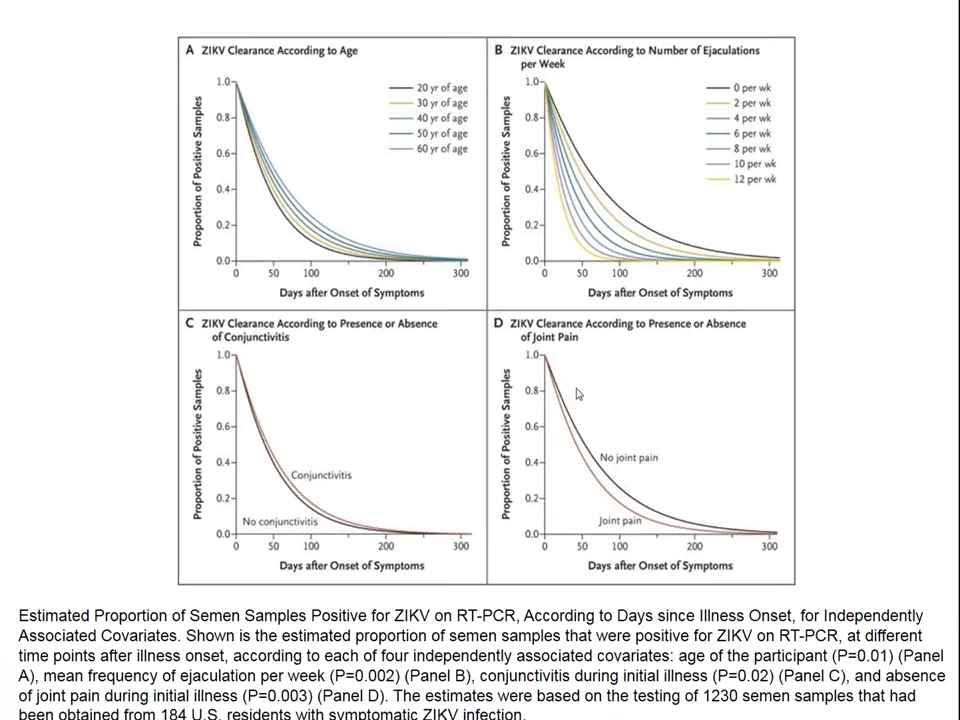 A ZIKV Clearance According to Age
1.0
0.8
0.6
0.4
0.2
0.0
Proportion of Positive Samples
20 yr of age
30 yr of age
40 yr of age
50 yr of age
60 yr of age
0 50 100 200 300
Days after Onset of Symptoms
B ZIKV Clearance According to Number of Ejaculations
per Week
1.0
0.8
0.6
0.4
0.2
0.0
Proportion of Positive Samples
0 per wk
2 per wk
4 per wk
6 per wk
8 per wk
10 per wk
12 per wk
0 50 100 200 300
Days after Onset of Symptoms
C ZIKV Clearance According to Presence or Absence
of Conjunctivitis
1.0
0.8
0.6
0.4
0.2
0.0
Proportion of Positive Samples
Conjunctivitis
No conjunctivitis
0 50 100 200 300
Days after Onset of Symptoms
D ZIKV Clearance According to Presence or Absence
of Joint Pain
1.0
0.8
0.6
0.4
0.2
0.0
Proportion of Positive Samples
No joint pain
Joint pain
0 50 100 200 300
Days after Onset of Symptoms
Estimated Proportion of Semen Samples Positive for ZIKV on RT-PCR, According to Days since Illness Onset, for Independently
Associated Covariates. Shown is the estimated proportion of semen samples that were positive for ZIKV on RT-PCR, at different
time points after illness onset, according to each of four independently associated covariates: age of the participant (P=0.01) (Panel
A), mean frequency of ejaculation per week (P=0.002) (Panel B), conjunctivitis during initial illness (P=0.02) (Panel C), and absence
of joint pain during initial illness (P=0.003) (Panel D). The estimates were based on the testing of 1230 semen samples that had
been obtained from 184 U.S. residents with symptomatic ZIKV infection.